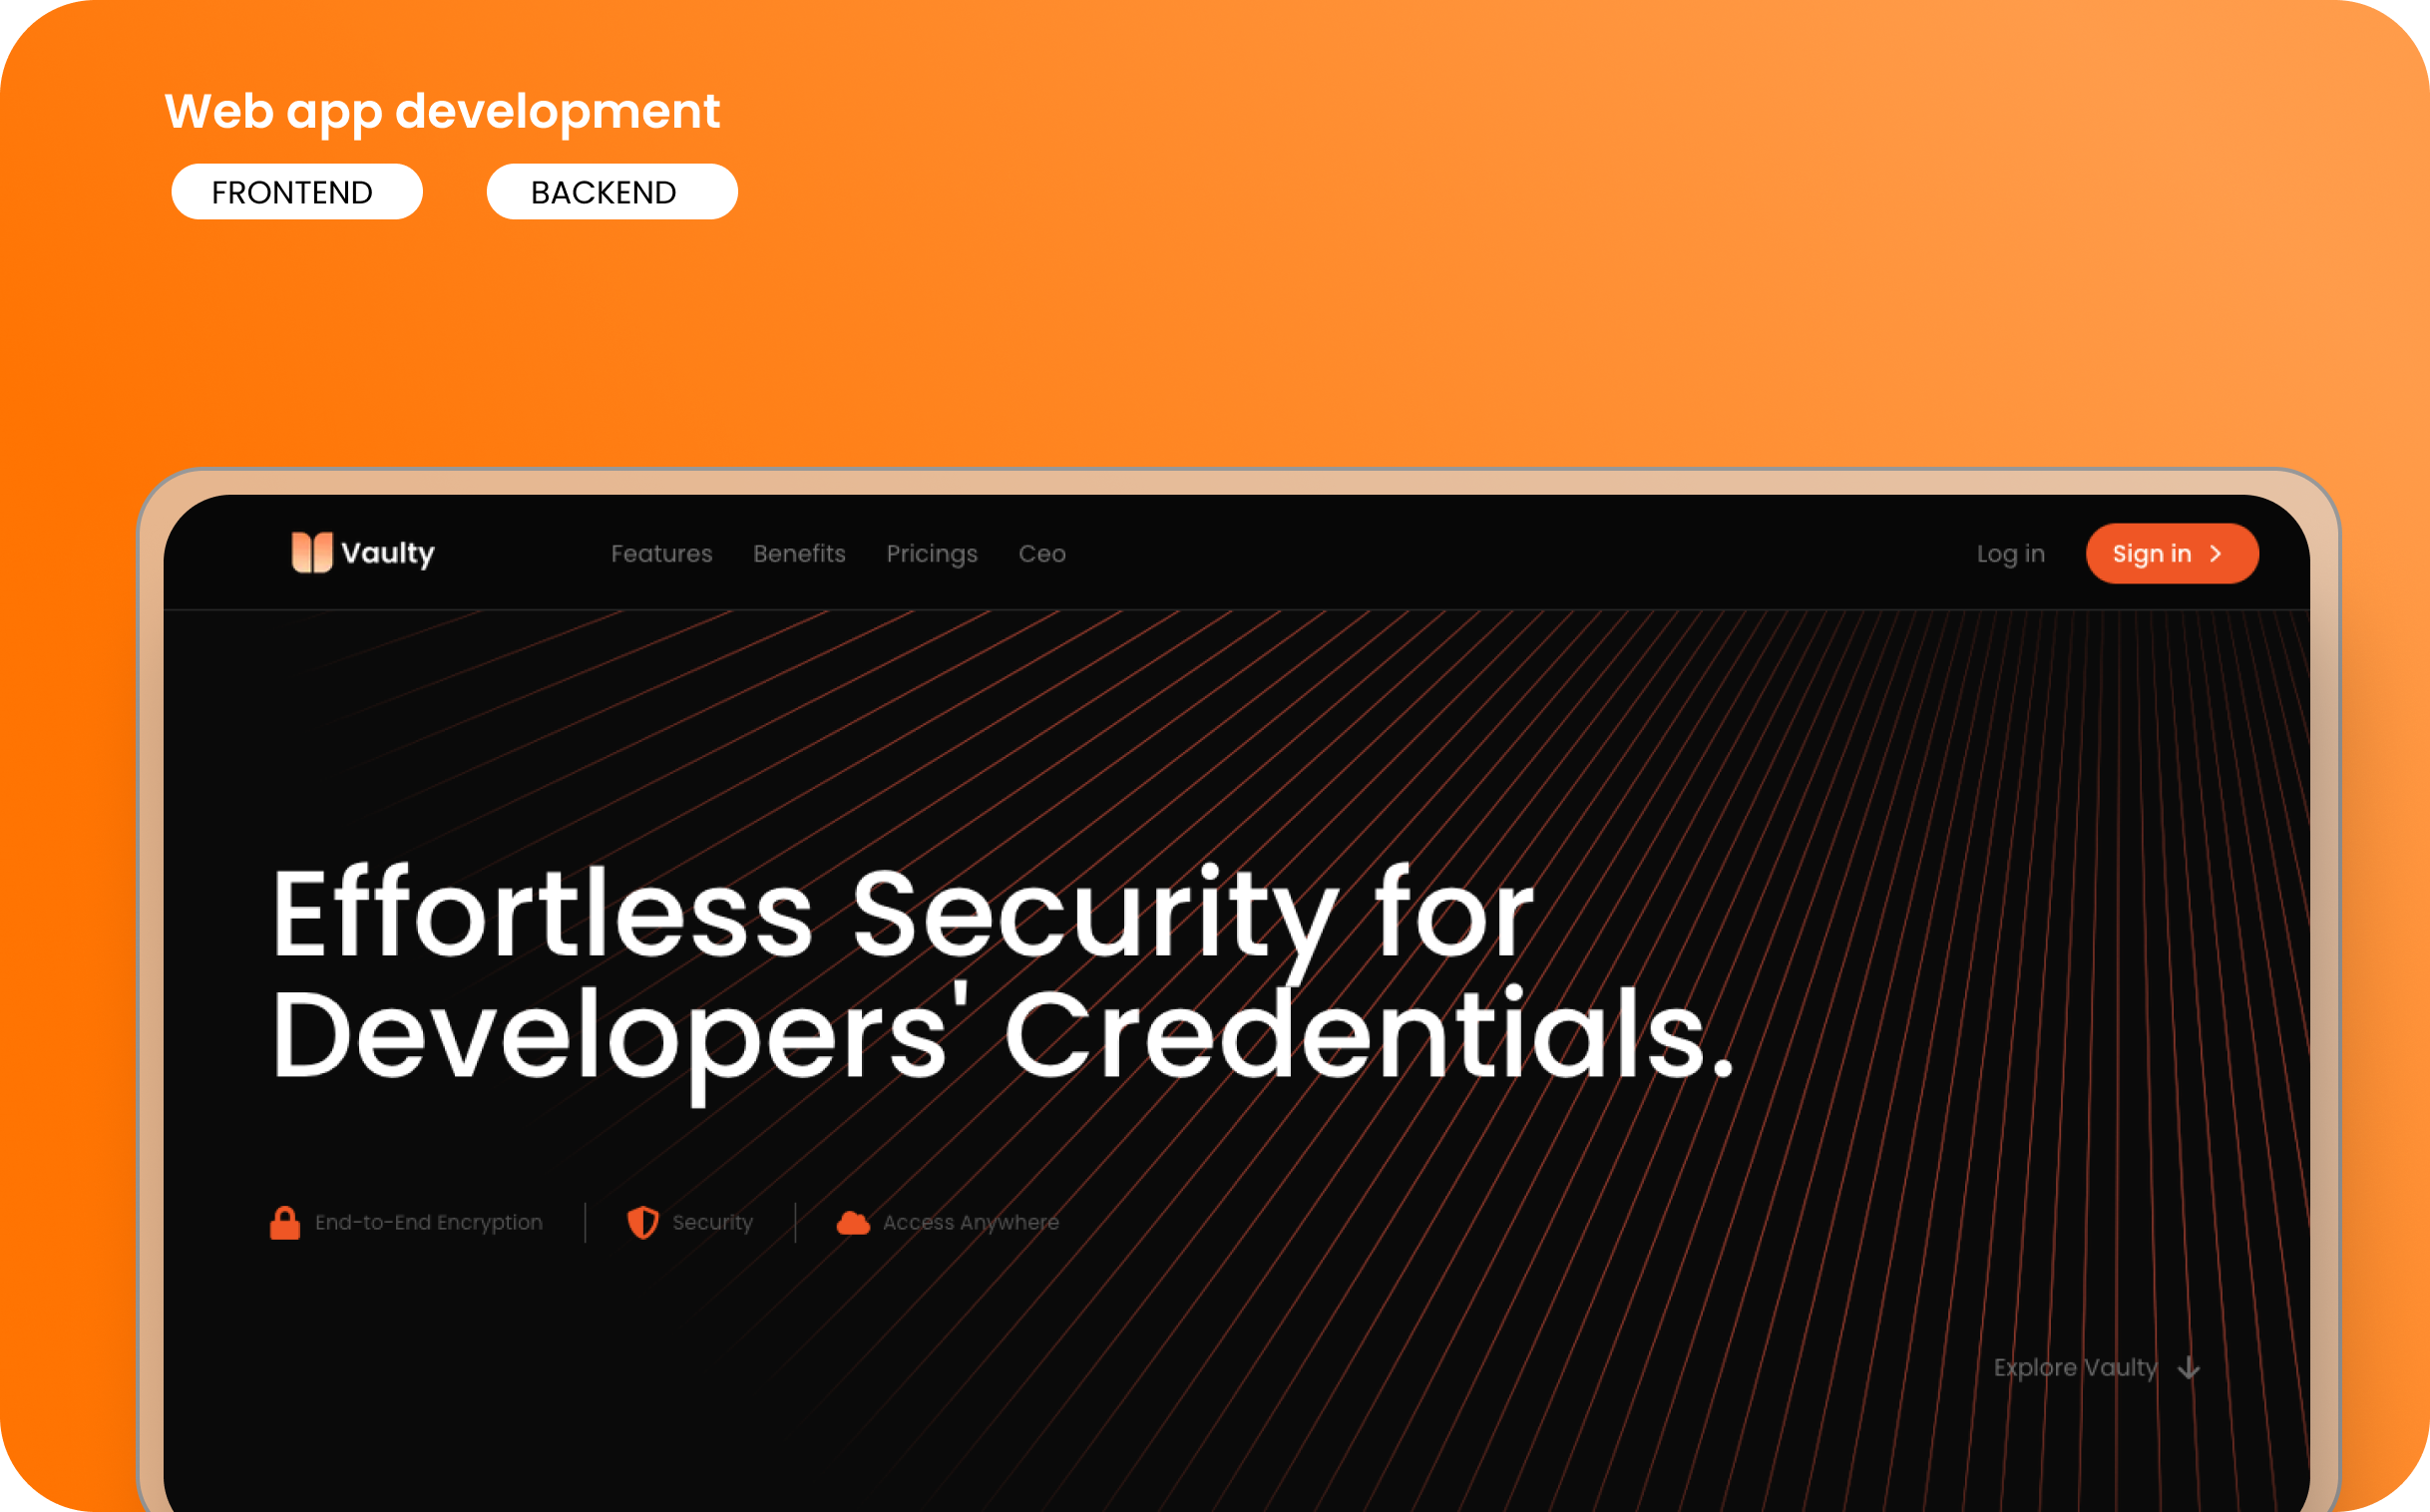 Web app development
FRONTEND BACKEND
Vaulty Features Benefits Pricings Ceo Log in Sign in
Effortless Security for
Developers' Credentials.
End-to-End Encryption Security Access Anywhere
Explore Vaulty